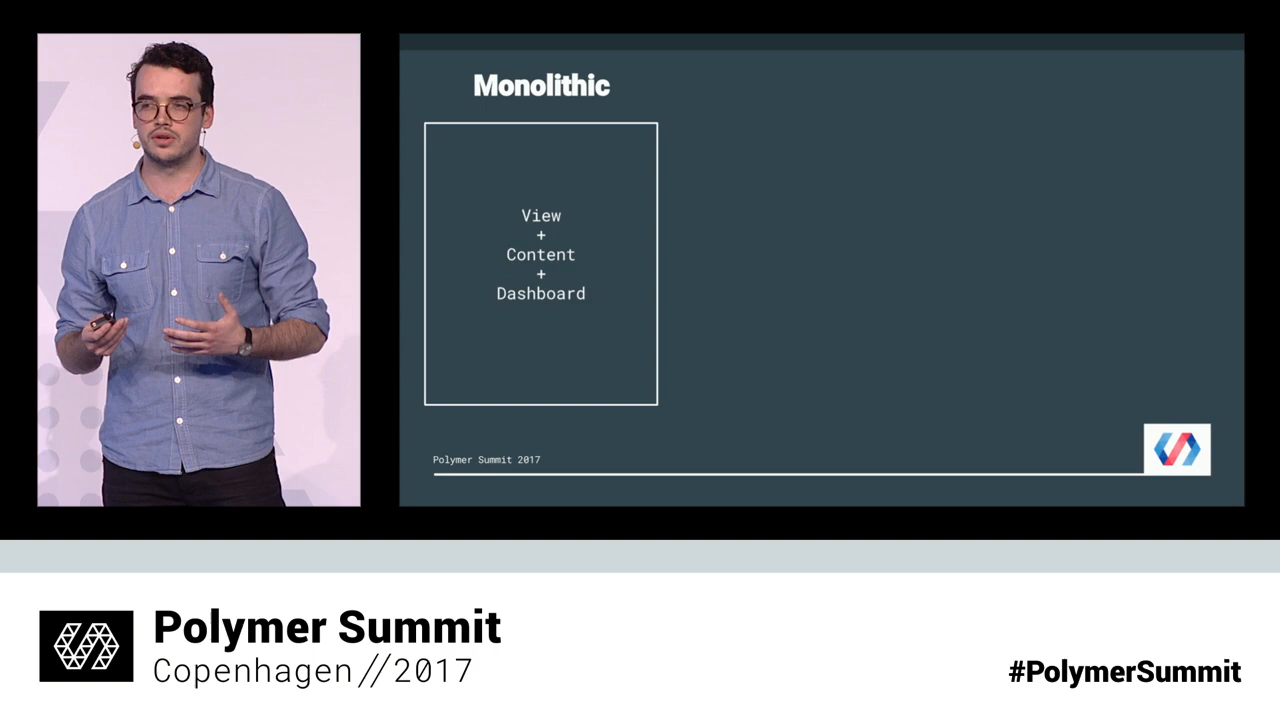 Monolithic
View
+
Content
+
Dashboard
Polymer Summit 2017
Polymer Summit
Copenhagen//2017
#PolymerSummit